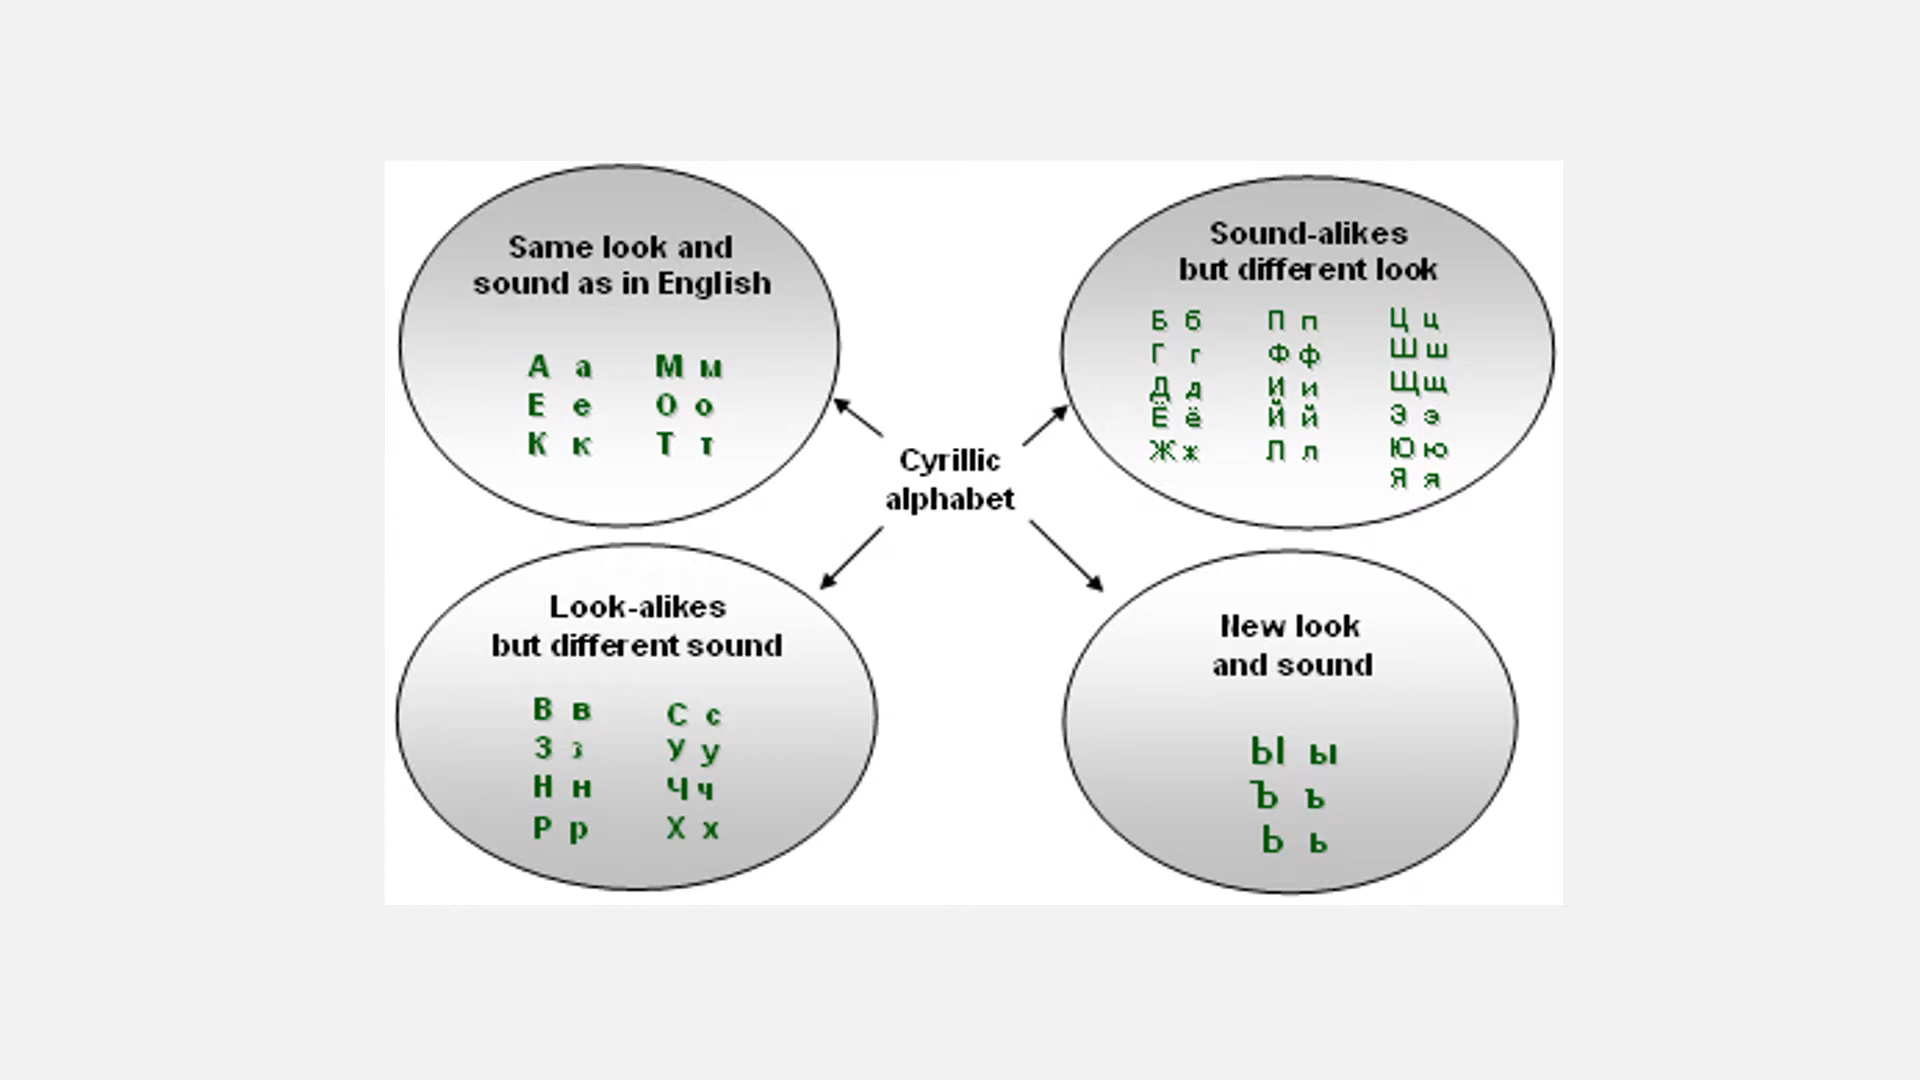 Same look and
sound as in English
А а М м
Е е О о
К к Т т
Sound-alikes
but different look
Б б П п Ц ц
Г г Ф ф Ш ш
Д д И и Щ щ
Ё ё Й й Э э
Ж ж Л л Ю ю
Я я
Cyrillic
alphabet
Look-alikes
but different sound
В в С с
З з У у
Н н Ч ч
Р р Х х
New look
and sound
Ы ы
Ъ ъ
Ь ь